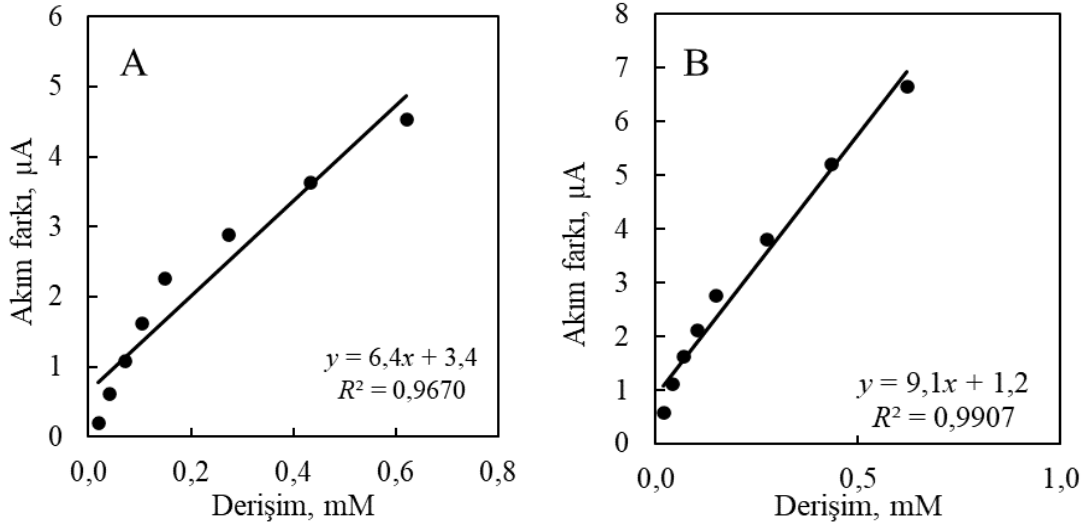 A
Akım farkı, µA
6
5
4
3
2
1
0
y = 6,4x + 3,4
R² = 0,9670
0,0 0,2 0,4 0,6 0,8
Derişim, mM
B
Akım farkı, µA
8
7
6
5
4
3
2
1
0
y = 9,1x + 1,2
R² = 0,9907
0,0 0,5 1,0
Derişim, mM